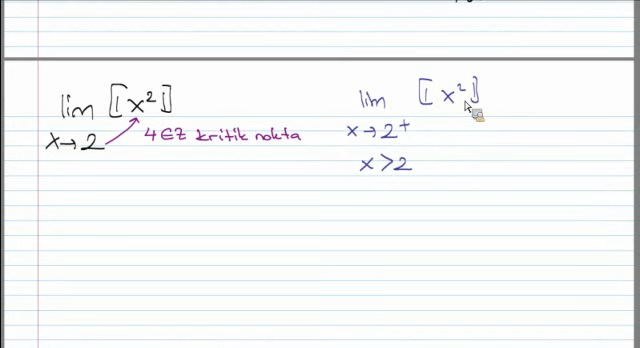 lim ⟦x²⟧
x→2 4∈Z kritik nokta
lim ⟦x²⟧
x→2⁺
x>2